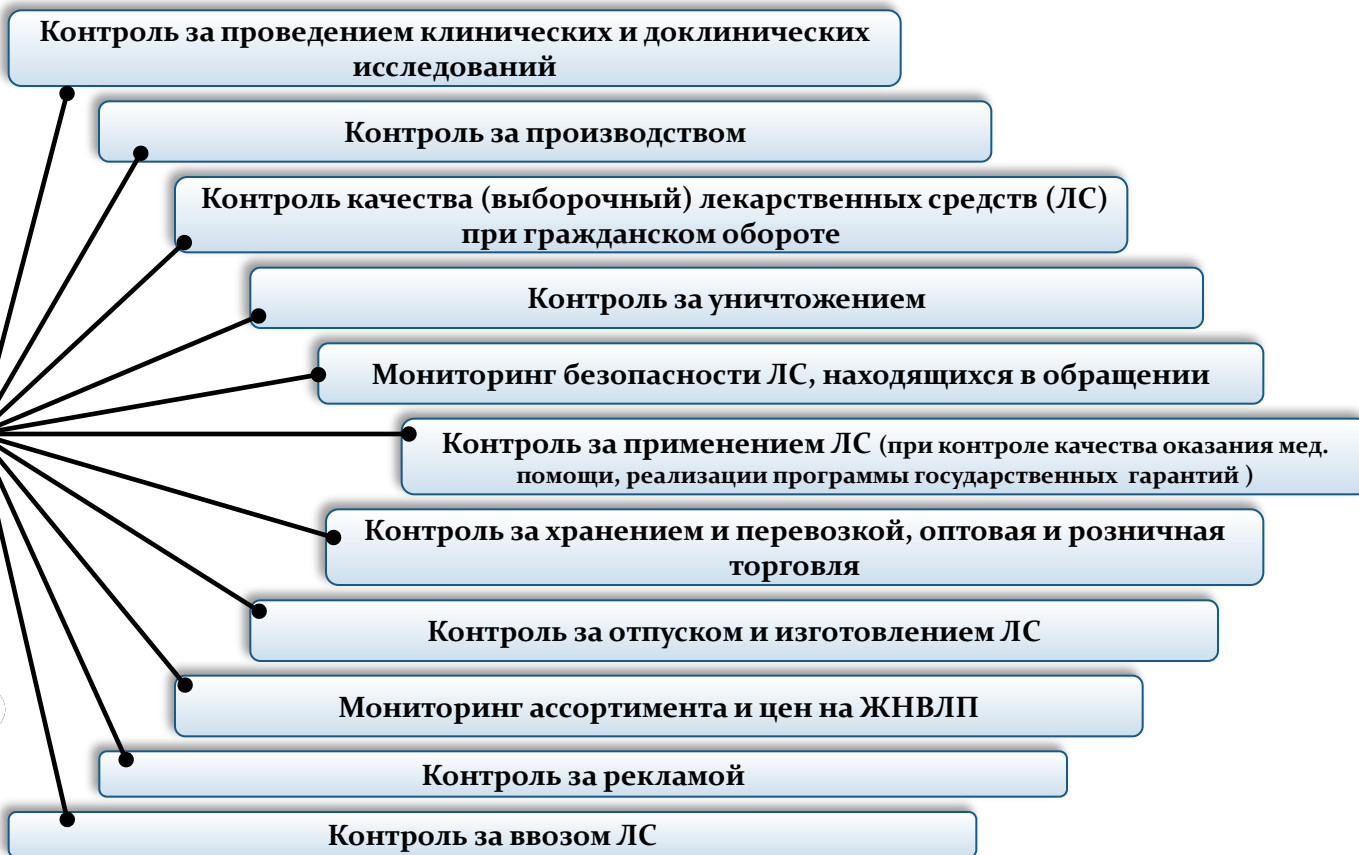 Контроль за проведением клинических и доклинических
исследований
Контроль за производством
Контроль качества (выборочный) лекарственных средств (ЛС)
при гражданском обороте
Контроль за уничтожением
Мониторинг безопасности ЛС, находящихся в обращении
Контроль за применением ЛС (при контроле качества оказания мед.
помощи, реализации программы государственных гарантий )
Контроль за хранением и перевозкой, оптовая и розничная
торговля
Контроль за отпуском и изготовлением ЛС
Мониторинг ассортимента и цен на ЖНВЛП
Контроль за рекламой
Контроль за ввозом ЛС